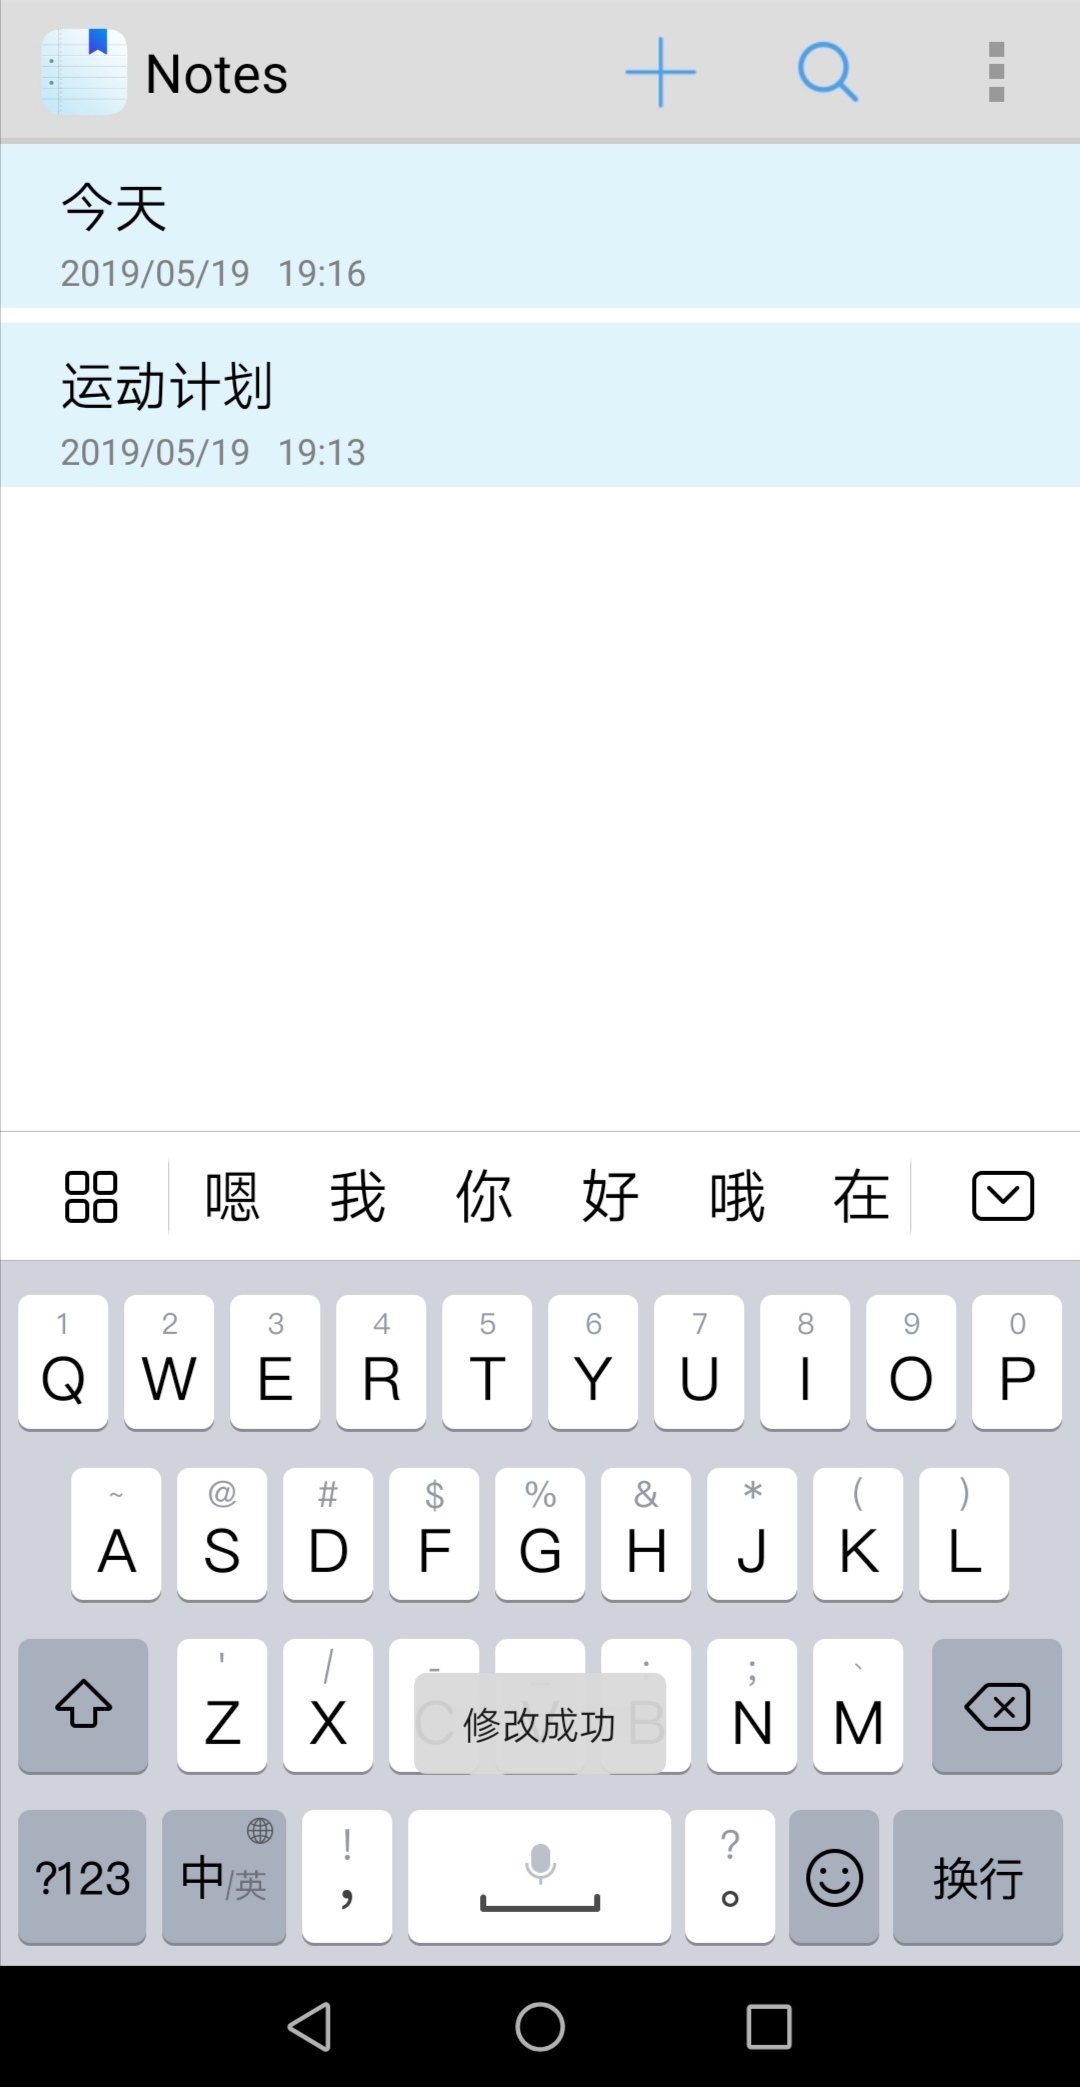 Notes
今天
2019/05/19 19:16
运动计划
2019/05/19 19:13
嗯 我 你 好 哦 在
1 2 3 4 5 6 7 8 9 0
Q W E R T Y U I O P
~ @ # $ % & * ( )
A S D F G H J K L
' / - _ : ; 、
Z X C V B N M
修改成功
?123 中/英 ! , ? 。 换行